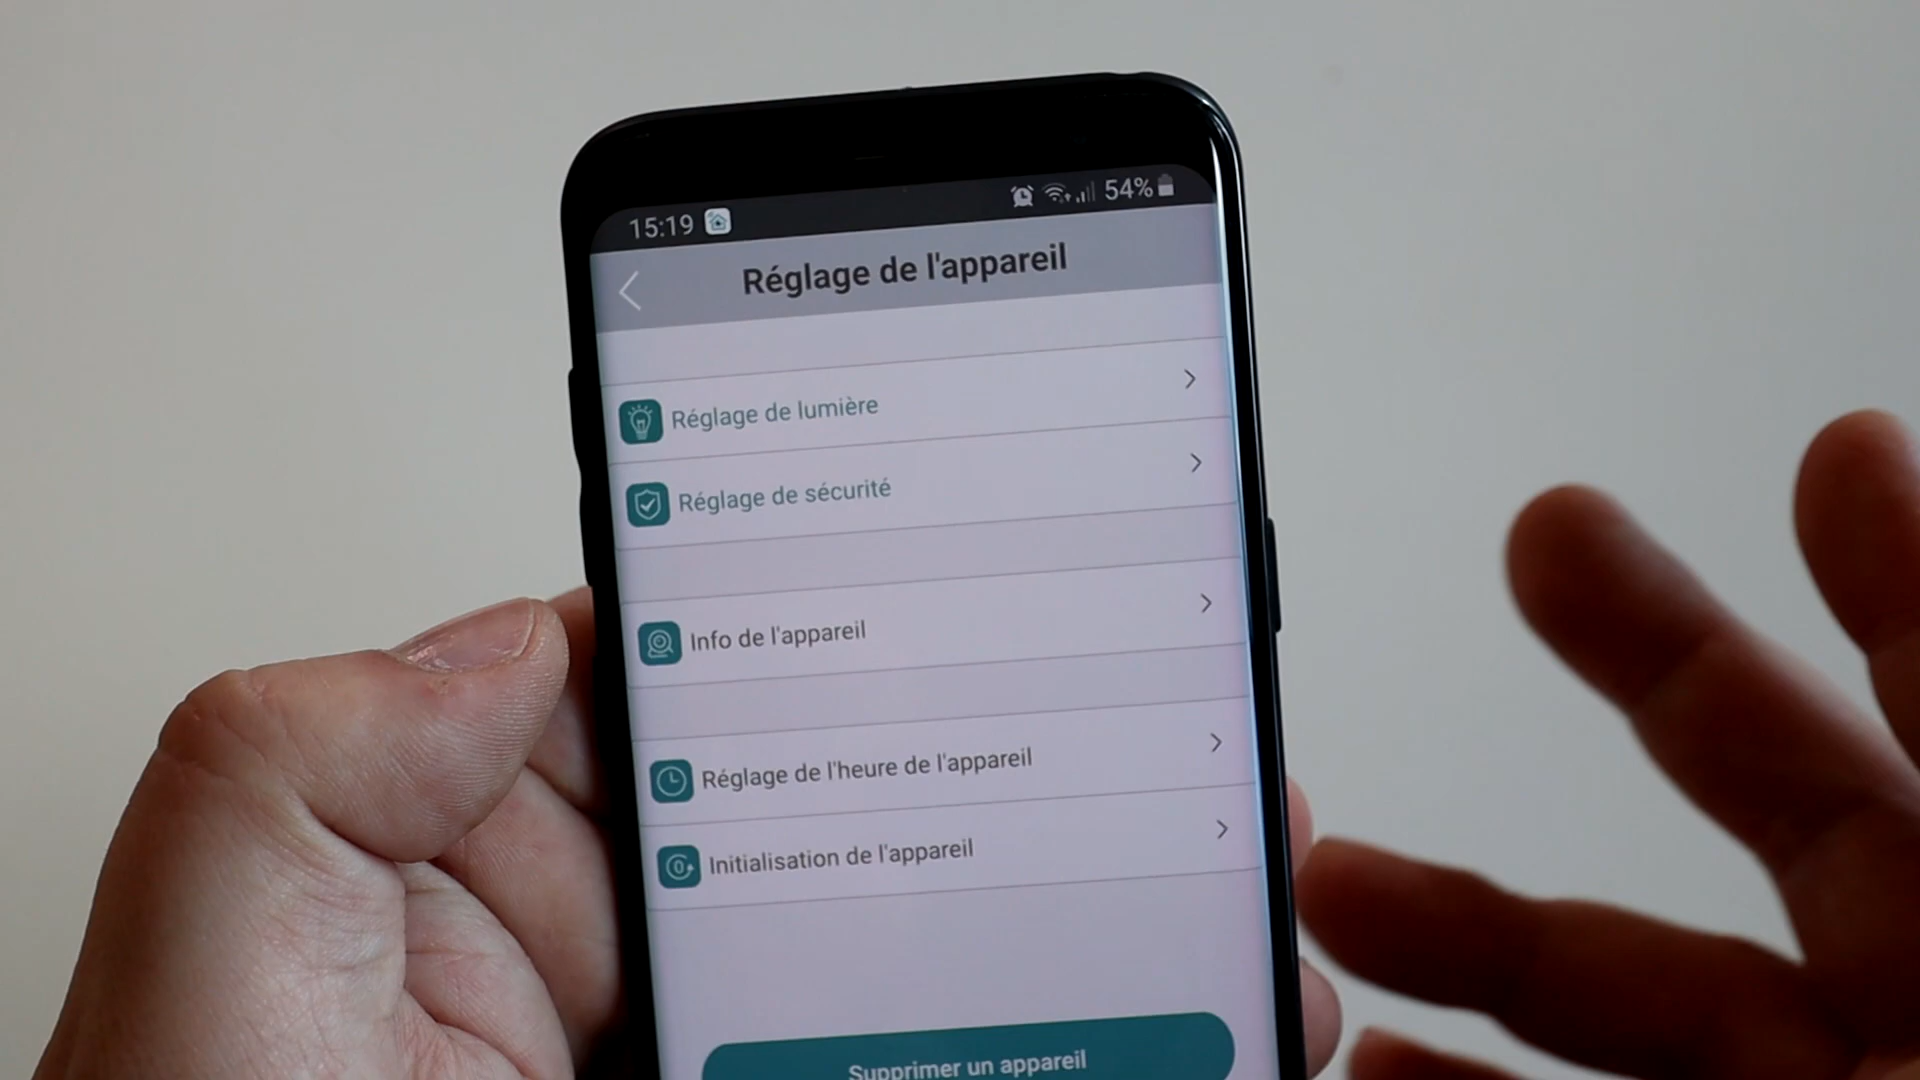 15:19 54%
Réglage de l'appareil
Réglage de lumière
Réglage de sécurité
Info de l'appareil
Réglage de l'heure de l'appareil
Initialisation de l'appareil
Supprimer un appareil